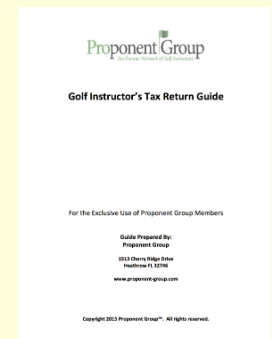 Proponent Group
The Premier Network of Golf Instructors
Golf Instructor's Tax Return Guide
For the Exclusive Use of Proponent Group Members
Guide Prepared By:
Proponent Group
1513 Cherry Ridge Drive
Heathrow FL 32746
www.proponent-group.com
Copyright 2015 Proponent Group™. All rights reserved.